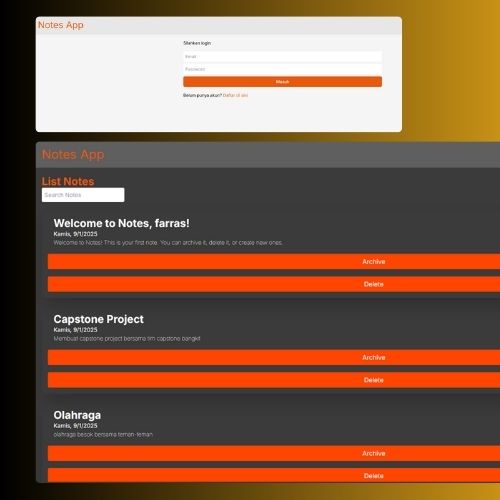 Notes App
Silahkan login
Email
Password
Masuk
Belum punya akun? Daftar di sini
Notes App
List Notes
Search Notes
Welcome to Notes, farras!
Kamis, 9/1/2025
Welcome to Notes! This is your first note. You can archive it, delete it, or create new ones.
Archive
Delete
Capstone Project
Kamis, 9/1/2025
Membuat capstone project bersama tim capstone bangkit
Archive
Delete
Olahraga
Kamis, 9/1/2025
olahraga besok bersama teman-teman
Archive
Delete